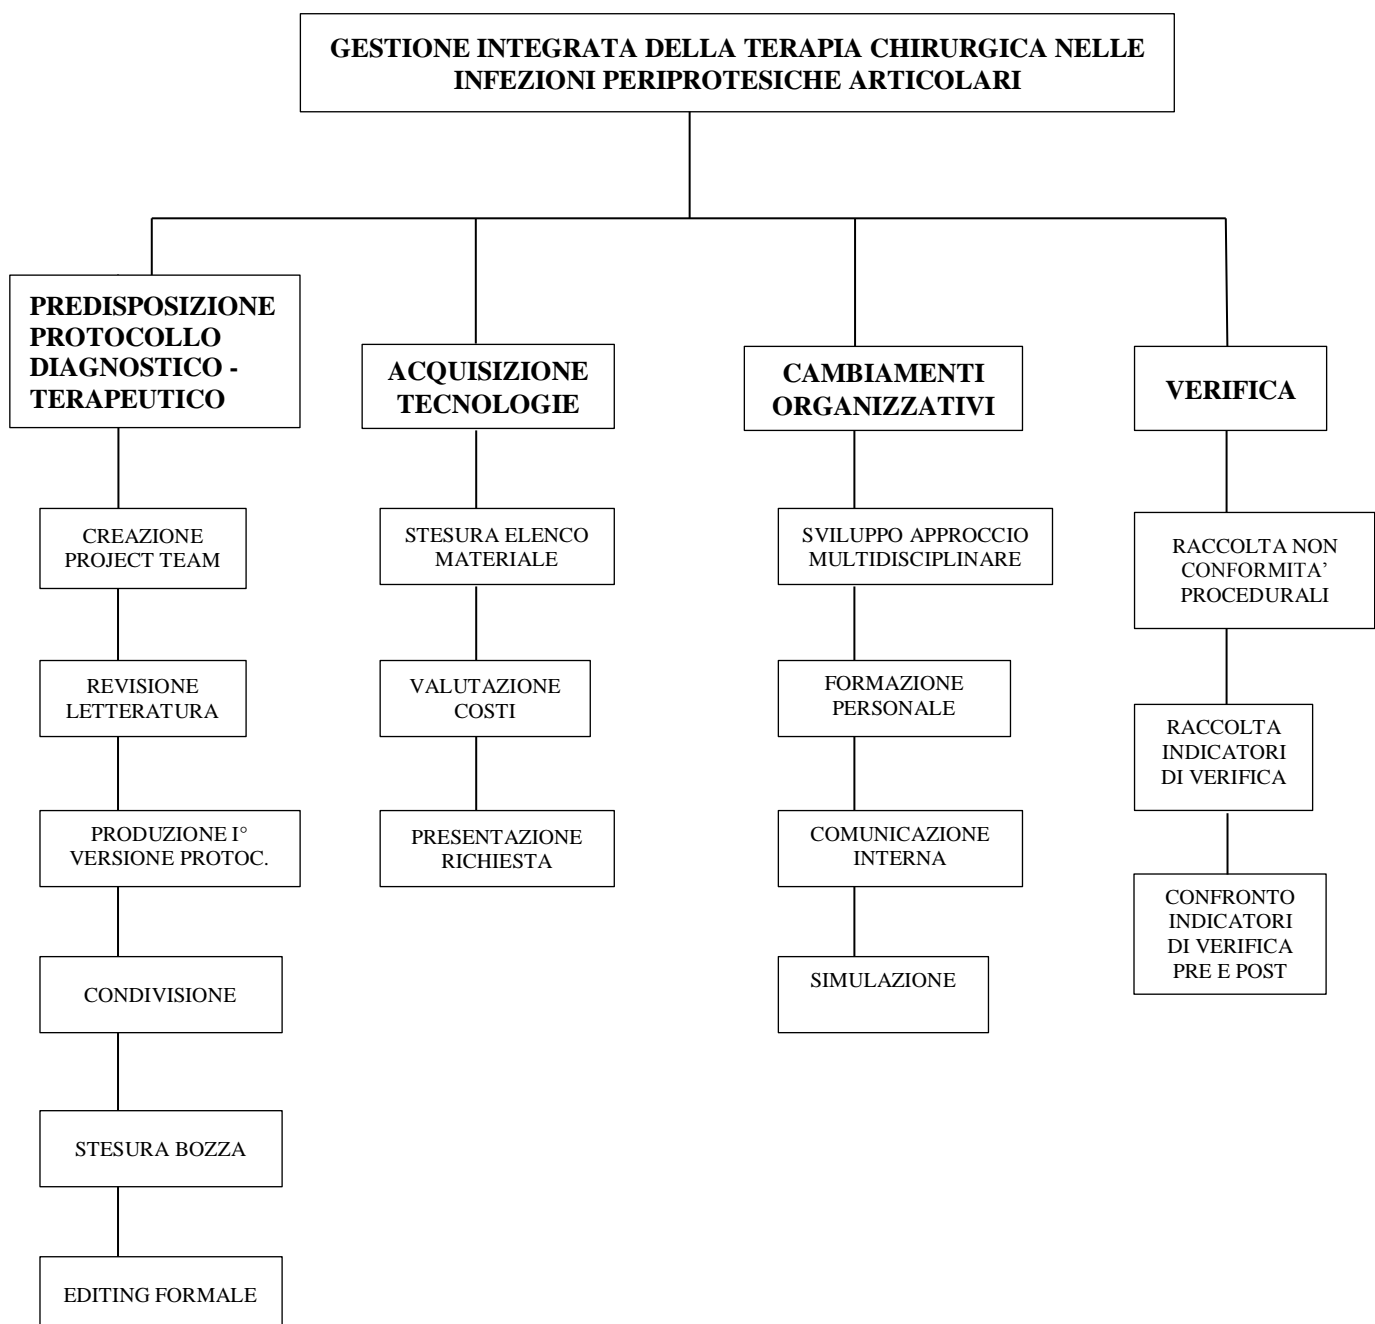 GESTIONE INTEGRATA DELLA TERAPIA CHIRURGICA NELLE
INFEZIONI PERIPROTESICHE ARTICOLARI
PREDISPOSIZIONE
PROTOCOLLO
DIAGNOSTICO -
TERAPEUTICO
CREAZIONE
PROJECT TEAM
REVISIONE
LETTERATURA
PRODUZIONE I°
VERSIONE PROTOC.
CONDIVISIONE
STESURA BOZZA
EDITING FORMALE
ACQUISIZIONE
TECNOLOGIE
STESURA ELENCO
MATERIALE
VALUTAZIONE
COSTI
PRESENTAZIONE
RICHIESTA
CAMBIAMENTI
ORGANIZZATIVI
SVILUPPO APPROCCIO
MULTIDISCIPLINARE
FORMAZIONE
PERSONALE
COMUNICAZIONE
INTERNA
SIMULAZIONE
VERIFICA
RACCOLTA NON
CONFORMITA’
PROCEDURALI
RACCOLTA
INDICATORI
DI VERIFICA
CONFRONTO
INDICATORI
DI VERIFICA
PRE E POST